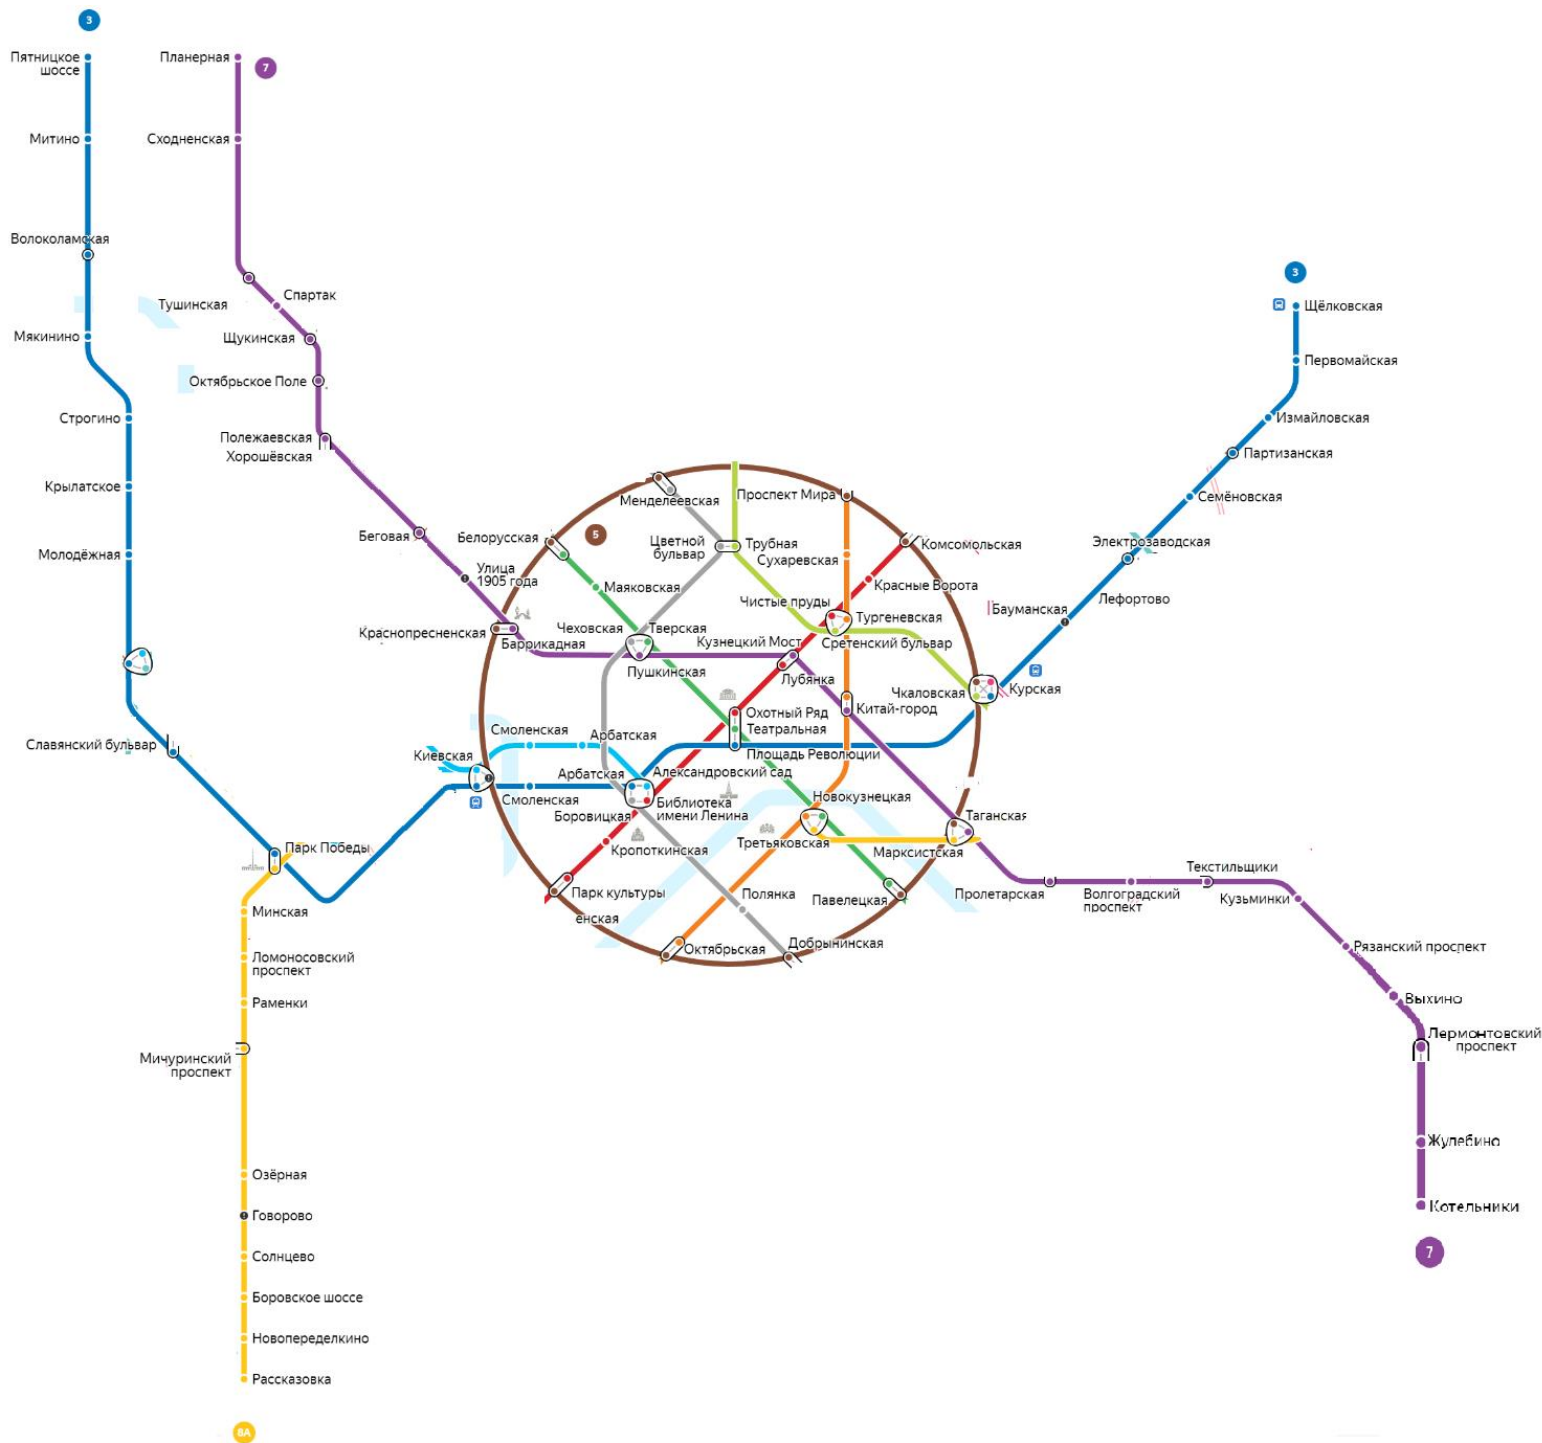 3
Пятницкое
шоссе
Планерная
7
Митино
Сходненская
Волоколамская
3
Спартак
Тушинская
Щёлковская
Мякинино
Щукинская
Первомайская
Октябрьское Поле
Строгино
Измайловская
Полежаевская
Хорошёвская
Партизанская
Крылатское
Менделеевская
Проспект Мира
Семёновская
Беговая
Белорусская
5
Цветной
бульвар
Трубная
Сухаревская
Комсомольская
Электрозаводская
Молодёжная
Улица
1905 года
Маяковская
Красные Ворота
Чистые пруды
Тургеневская
Бауманская
Лефортово
Краснопресненская
Баррикадная
Чеховская
Тверская
Кузнецкий Мост
Сретенский бульвар
Пушкинская
Лубянка
Чкаловская
Курская
Китай-город
Охотный Ряд
Театральная
Площадь Революции
Славянский бульвар
Смоленская
Арбатская
Киевская
Арбатская
Александровский сад
Смоленская
Библиотека
имени Ленина
Боровицкая
Новокузнецкая
Таганская
Третьяковская
Марксистская
Кропоткинская
Парк Победы
Парк культуры
енская
Полянка
Павелецкая
Пролетарская
Волгоградский
проспект
Текстильщики
Кузьминки
Минская
Октябрьская
Добрынинская
Рязанский проспект
Ломоносовский
проспект
Выхино
Раменки
Лермонтовский
проспект
Мичуринский
проспект
Жулебино
Озёрная
Котельники
Говорово
7
Солнцево
Боровское шоссе
Новопеределкино
Рассказовка
8А